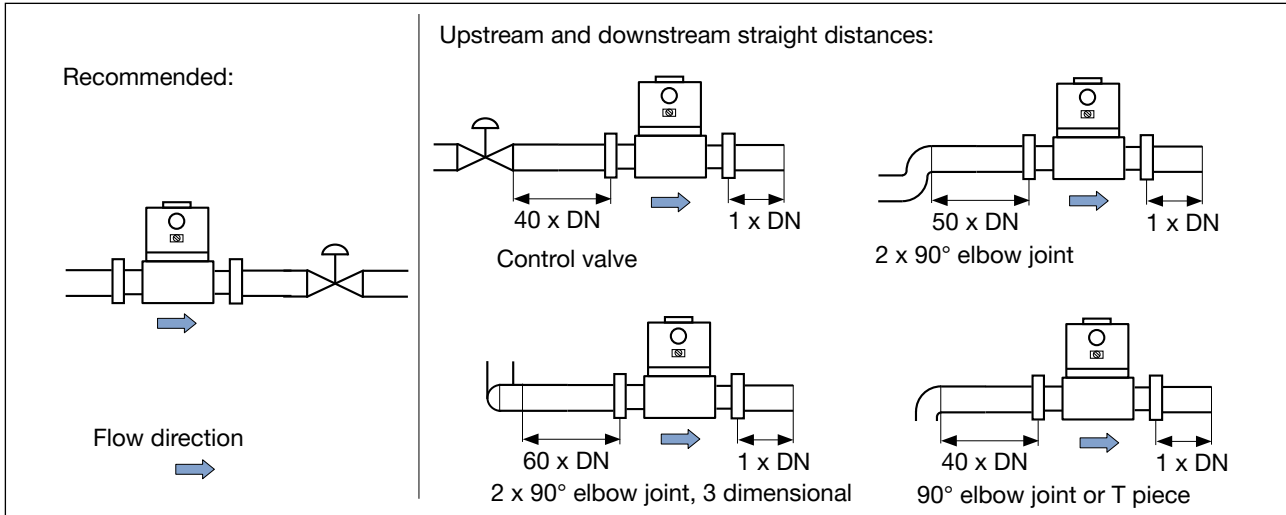 Recommended:
Flow direction
Upstream and downstream straight distances:
40 x DN
1 x DN
Control valve
50 x DN
1 x DN
2 x 90° elbow joint
60 x DN
1 x DN
2 x 90° elbow joint, 3 dimensional
40 x DN
1 x DN
90° elbow joint or T piece